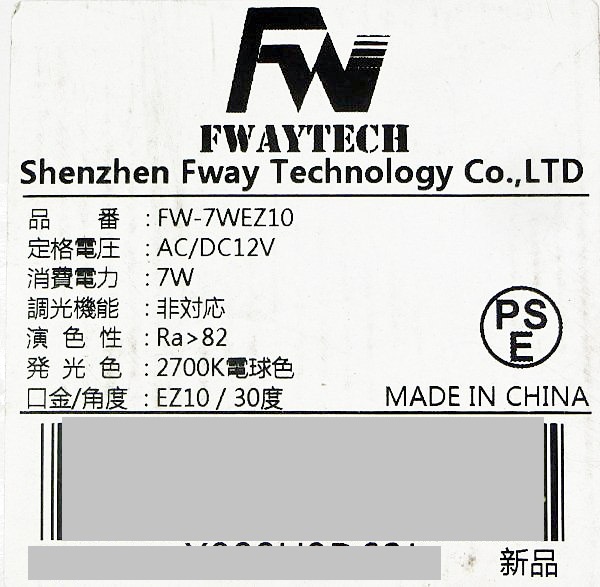 FW
FWAYTECH
Shenzhen Fway Technology Co.,LTD
品 番 : FW-7WEZ10
定格電圧 : AC/DC12V
消費電力 : 7W
調光機能 : 非対応
演 色 性 : Ra>82
発 光 色 : 2700K電球色
口金/角度 : EZ10 / 30度
PS
E
MADE IN CHINA
新品